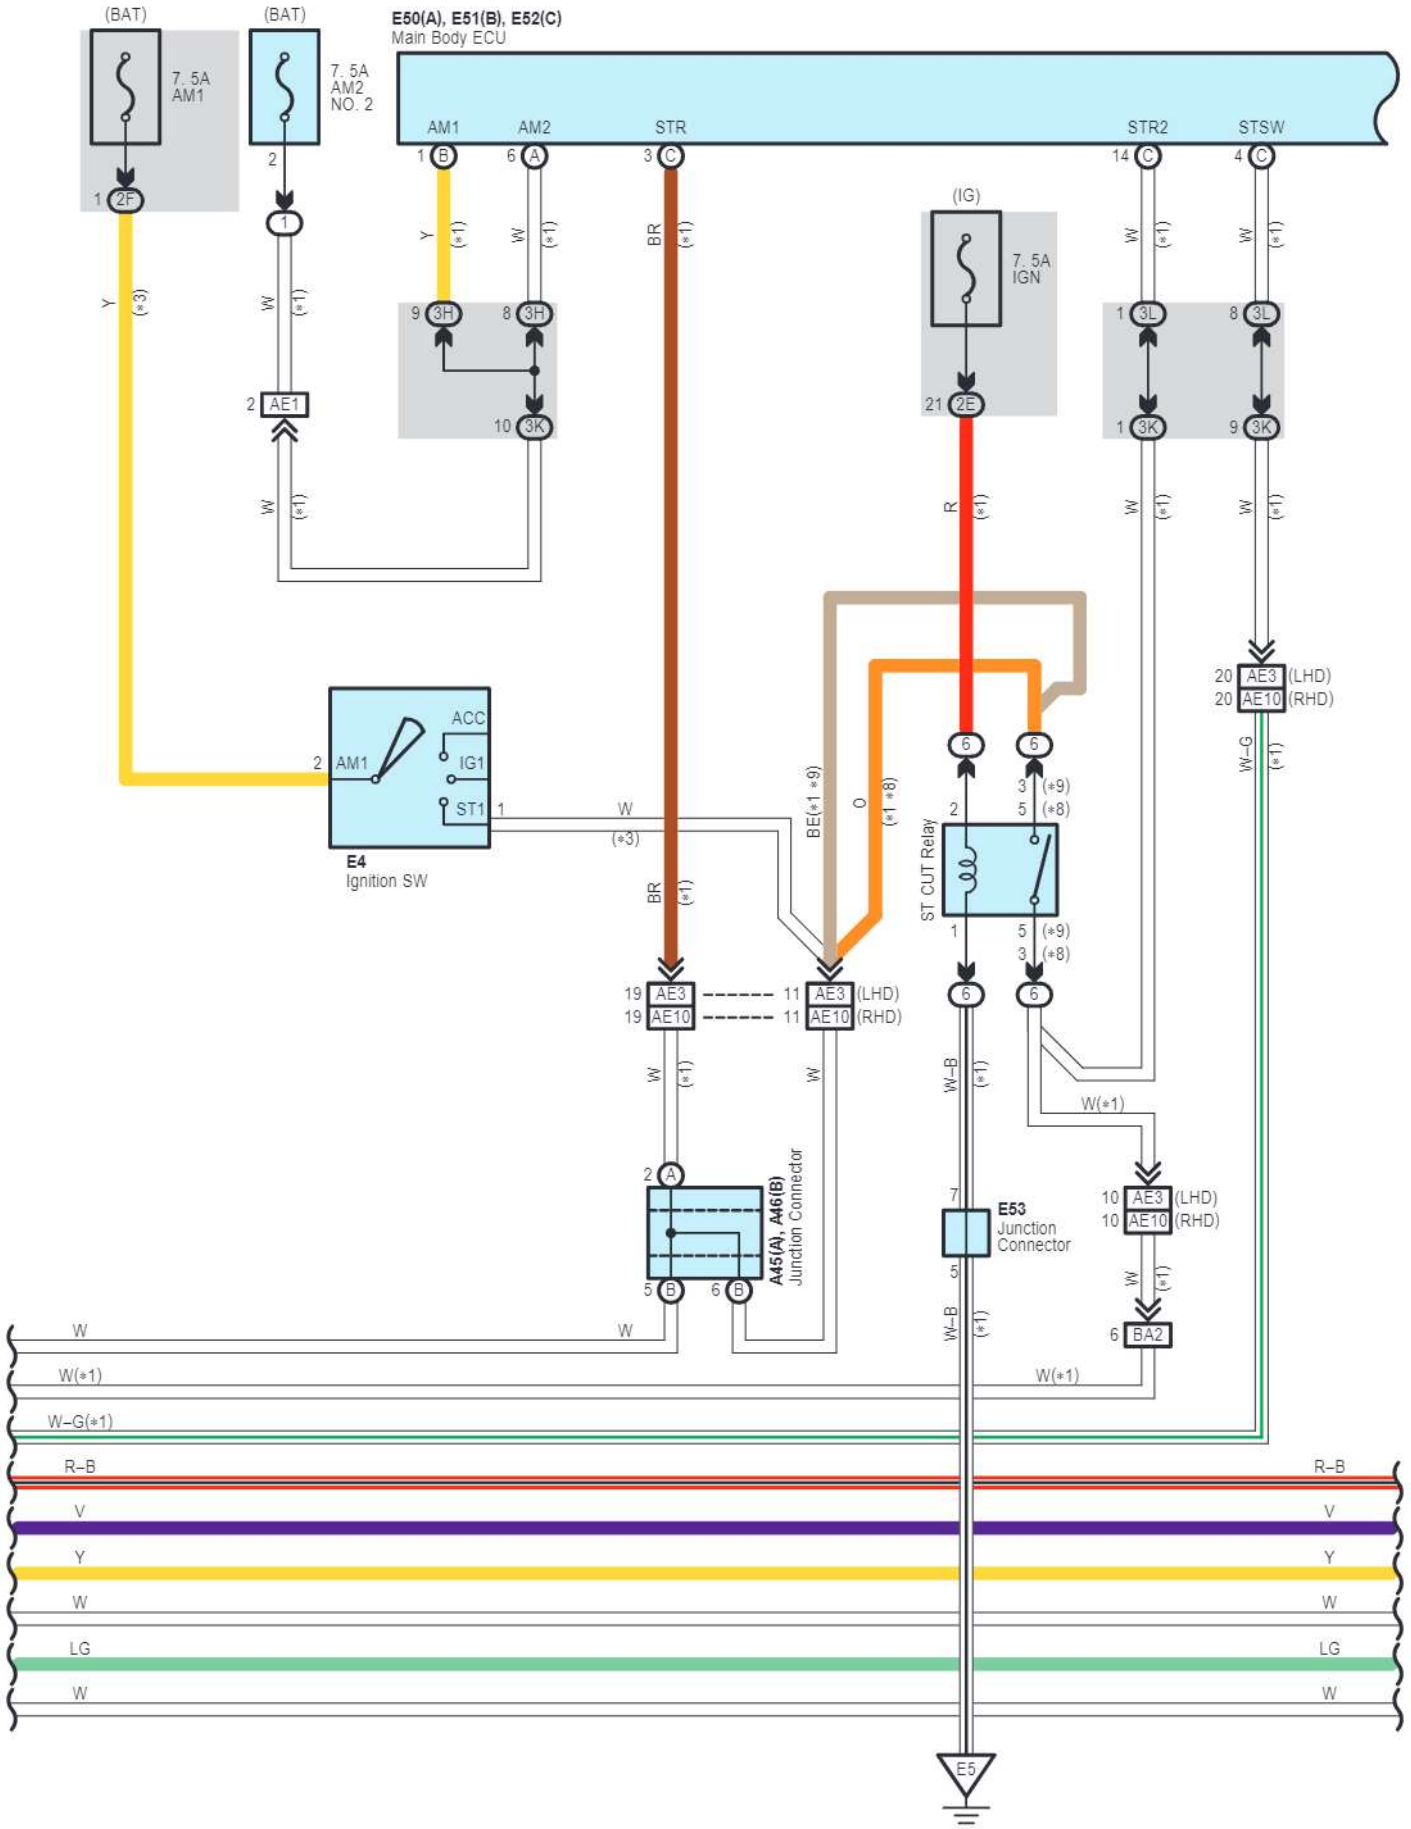 (BAT)
(BAT)
E50(A), E51(B), E52(C)
Main Body ECU
7. 5A
AM1
7. 5A
AM2
NO. 2
AM1
AM2
STR
STR2
STSW
2
1 B
6 A
3 C
14 C
4 C
1 2F
1
(IG)
Y
(∗1)
W
(∗1)
BR
(∗1)
W
(∗1)
W
(∗1)
7. 5A
IGN
Y
(∗3)
W
(∗1)
9 3H
8 3H
1 3L
8 3L
2 AE1
21 2E
10 3K
1 3K
9 3K
W
(∗1)
R
(∗1)
W
(∗1)
W
(∗1)
20 AE3 (LHD)
20 AE10 (RHD)
ACC
2 AM1
IG1
ST1 1
6
6
W–G
(∗1)
3 (∗9)
2
5 (∗8)
BE(∗1 ∗9)
O
(∗1 ∗8)
W
(∗3)
E4
Ignition SW
ST CUT Relay
BR
(∗1)
1
5 (∗9)
3 (∗8)
19 AE3
11 AE3 (LHD)
6
6
19 AE10
11 AE10 (RHD)
W
(∗1)
W
W–B
(∗1)
W(∗1)
2 A
A45(A), A46(B)
Junction Connector
7
10 AE3 (LHD)
10 AE10 (RHD)
E53
Junction
Connector
5
W
(∗1)
5 B
6 B
W–B
(∗1)
6 BA2
W
W
W(∗1)
W(∗1)
W–G(∗1)
R–B
R–B
V
V
Y
Y
W
W
LG
LG
W
W
E5